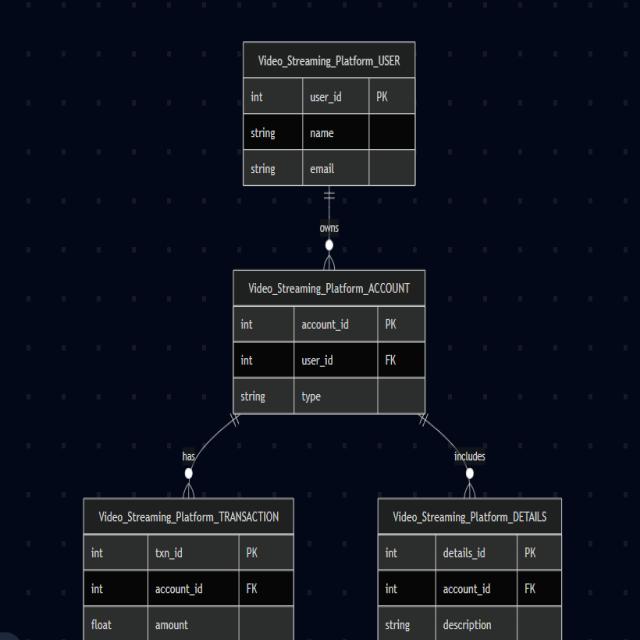 Video_Streaming_Platform_USER
int user_id PK
string name
string email
owns
Video_Streaming_Platform_ACCOUNT
int account_id PK
int user_id FK
string type
has includes
Video_Streaming_Platform_TRANSACTION Video_Streaming_Platform_DETAILS
int txn_id PK int details_id PK
int account_id FK int account_id FK
float amount string description